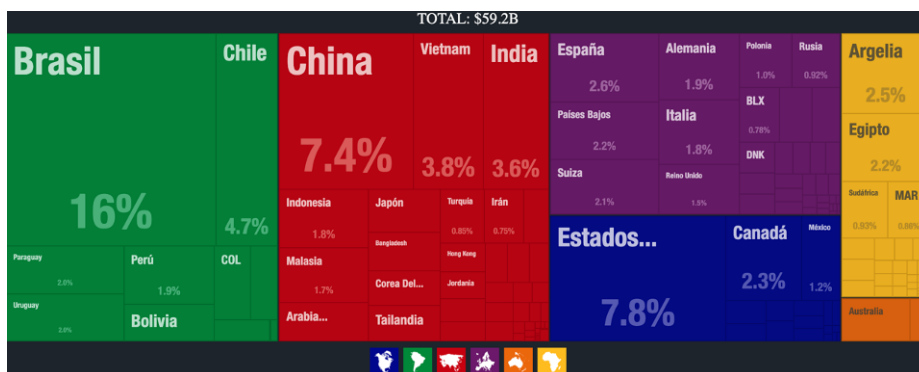 TOTAL: $59.2B
Brasil
16%
Chile
4.7%
Paraguay
2.0%
Uruguay
2.0%
Perú
1.9%
Bolivia
COL
China
7.4%
Vietnam
3.8%
India
3.6%
Indonesia
1.8%
Malasia
1.7%
Arabia...
Japón
Bangladesh
Corea Del...
Tailandia
Turquía
0.85%
Hong Kong
Jordania
Irán
0.75%
España
2.6%
Países Bajos
2.2%
Suiza
2.1%
Alemania
1.9%
Italia
1.8%
Reino Unido
1.5%
Polonia
1.0%
Rusia
0.92%
BLX
0.78%
DNK
Estados...
7.8%
Canadá
2.3%
México
1.2%
Argelia
2.5%
Egipto
2.2%
Sudáfrica
0.93%
MAR
0.88%
Australia